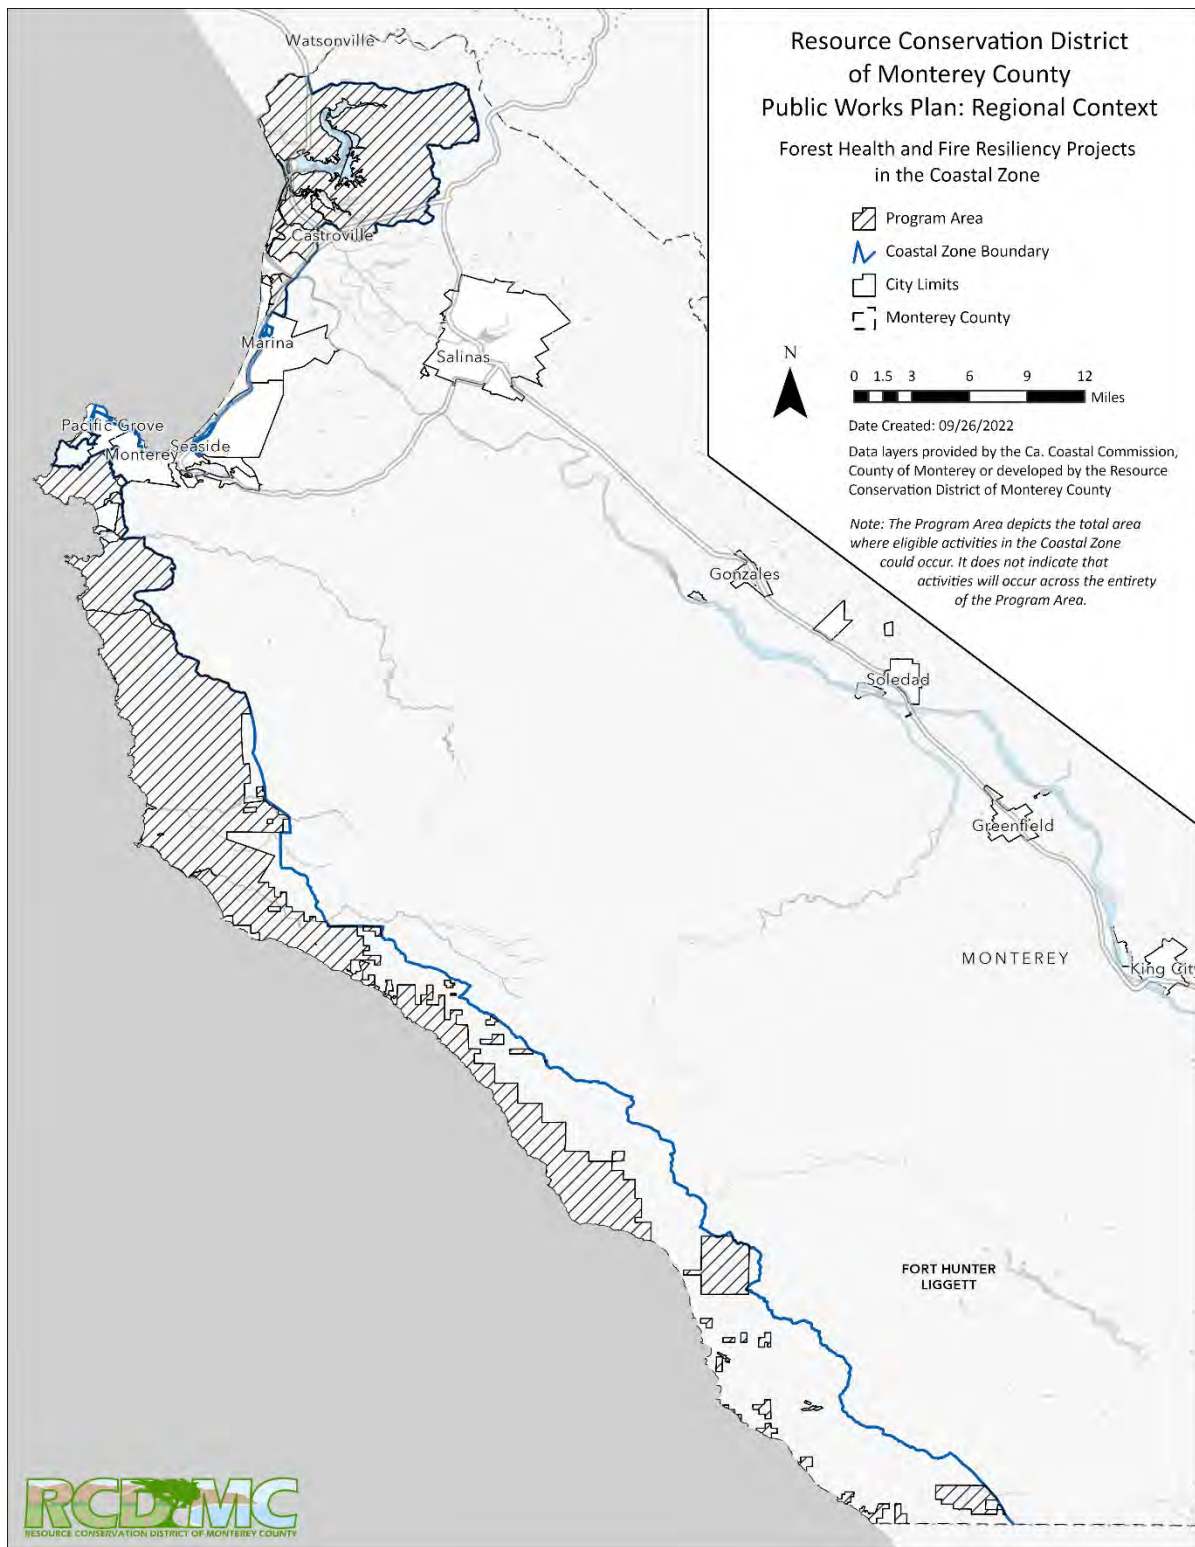 Resource Conservation District
of Monterey County
Public Works Plan: Regional Context
Forest Health and Fire Resiliency Projects
in the Coastal Zone
Program Area
Coastal Zone Boundary
City Limits
Monterey County
N
0 1.5 3 6 9 12
Miles
Date Created: 09/26/2022
Data layers provided by the Ca. Coastal Commission,
County of Monterey or developed by the Resource
Conservation District of Monterey County
Note: The Program Area depicts the total area
where eligible activities in the Coastal Zone
could occur. It does not indicate that
activities will occur across the entirety
of the Program Area.
Watsonville
Castroville
Marina
Salinas
Pacific Grove
Seaside
Monterey
Gonzales
Soledad
Greenfield
MONTEREY
King City
FORT HUNTER
LIGGETT
RCD MC
RESOURCE CONSERVATION DISTRICT OF MONTEREY COUNTY